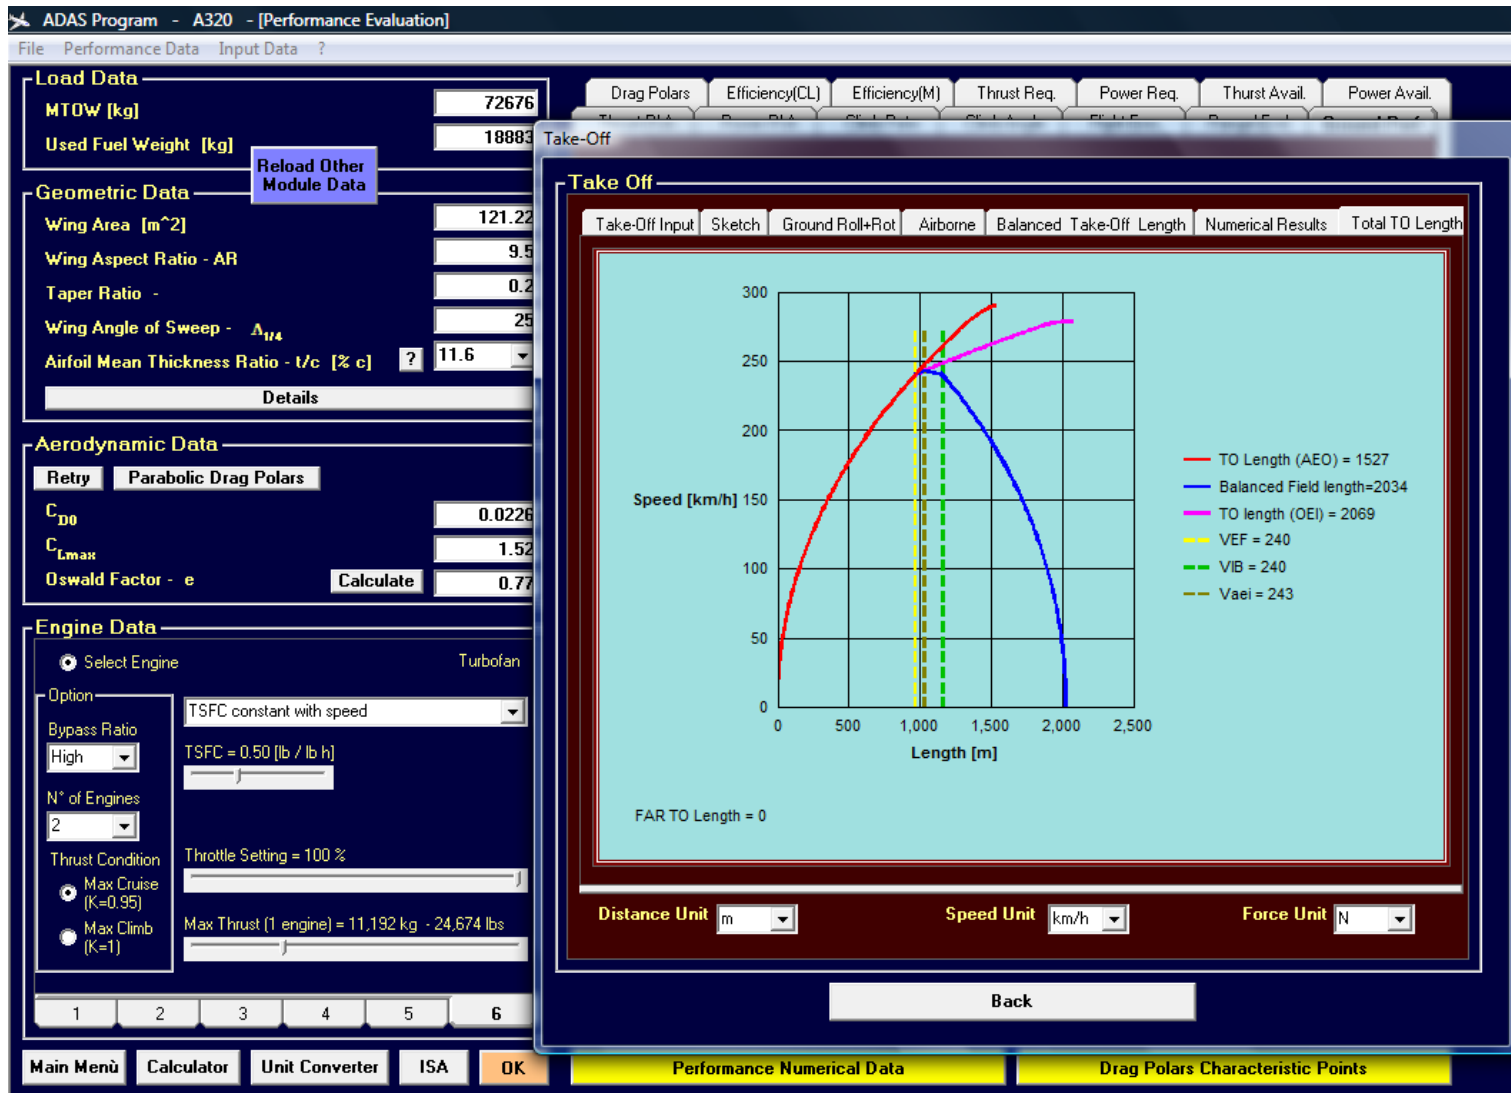 ADAS Program - A320 - [Performance Evaluation]
File Performance Data Input Data ?
Load Data
MTOW [kg] 72676
Used Fuel Weight [kg] 18883
Reload Other
Module Data
Geometric Data
Wing Area [m^2] 121.22
Wing Aspect Ratio - AR 9.5
Taper Ratio - 0.2
Wing Angle of Sweep - Λ1/4 25
Airfoil Mean Thickness Ratio - t/c [% c] ? 11.6
Details
Aerodynamic Data
Retry Parabolic Drag Polars
CD0 0.0226
CLmax 1.52
Oswald Factor - e Calculate 0.77
Engine Data
Select Engine Turbofan
Option
TSFC constant with speed
Bypass Ratio
High
TSFC = 0.50 [lb / lb h]
N° of Engines
2
Thrust Condition
Max Cruise
(K=0.95)
Max Climb
(K=1)
Throttle Setting = 100 %
Max Thrust (1 engine) = 11,192 kg - 24,674 lbs
1 2 3 4 5 6
Main Menù Calculator Unit Converter ISA OK
Drag Polars Efficiency(CL) Efficiency(M) Thrust Req. Power Req. Thurst Avail. Power Avail.
Take-Off
Take Off
Take-Off Input Sketch Ground Roll+Rot Airborne Balanced Take-Off Length Numerical Results Total TO Length
300
250
200
150
100
50
0
Speed [km/h]
0 500 1,000 1,500 2,000 2,500
Length [m]
TO Length (AEO) = 1527
Balanced Field length=2034
TO length (OEI) = 2069
VEF = 240
VIB = 240
Vaei = 243
FAR TO Length = 0
Distance Unit m Speed Unit km/h Force Unit N
Back
Performance Numerical Data Drag Polars Characteristic Points